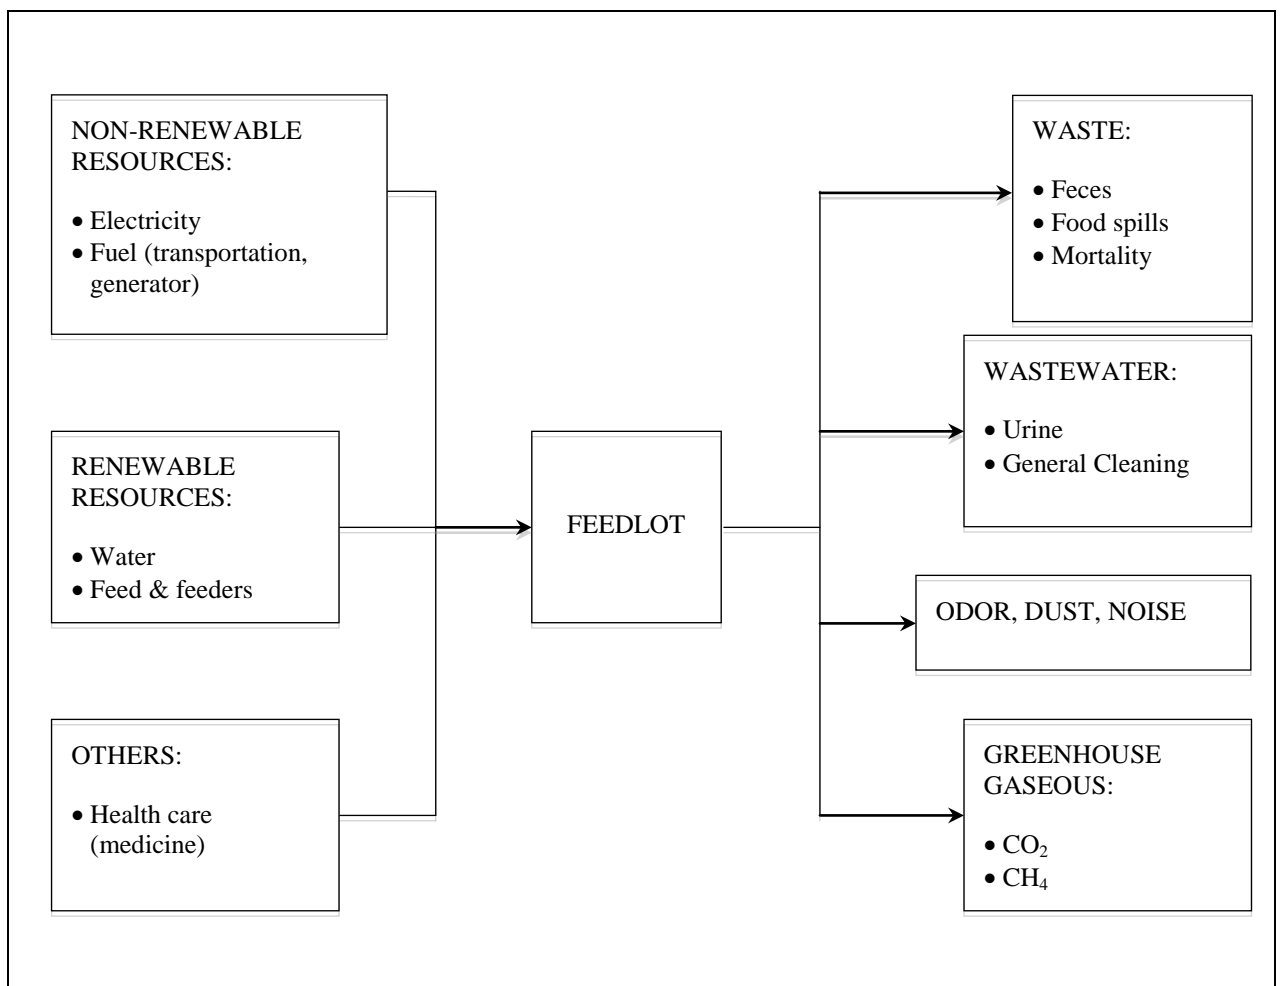 NON-RENEWABLE
RESOURCES:
• Electricity
• Fuel (transportation,
generator)
RENEWABLE
RESOURCES:
• Water
• Feed & feeders
OTHERS:
• Health care
(medicine)
FEEDLOT
WASTE:
• Feces
• Food spills
• Mortality
WASTEWATER:
• Urine
• General Cleaning
ODOR, DUST, NOISE
GREENHOUSE
GASEOUS:
• CO₂
• CH₄